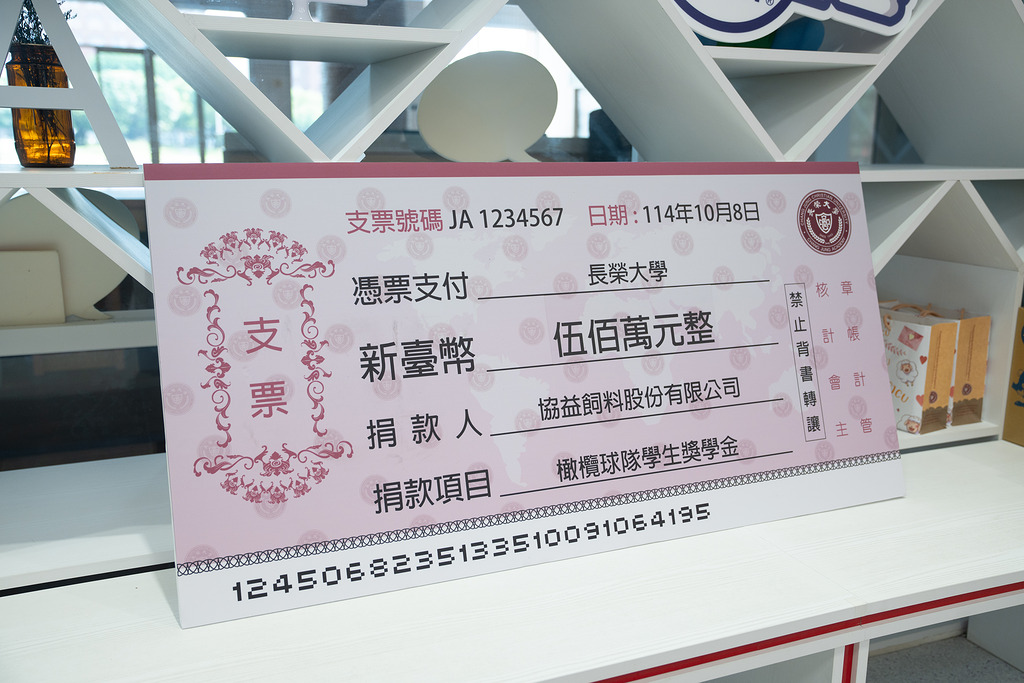 支票號碼 JA 1234567 日期 : 114年10月8日
支票
憑票支付 長榮大學
新臺幣 伍佰萬元整
捐款人 協益飼料股份有限公司
捐款項目 橄欖球隊學生獎學金
禁止背書轉讓
核章
計帳
會計
主管
1245068235133510091064195